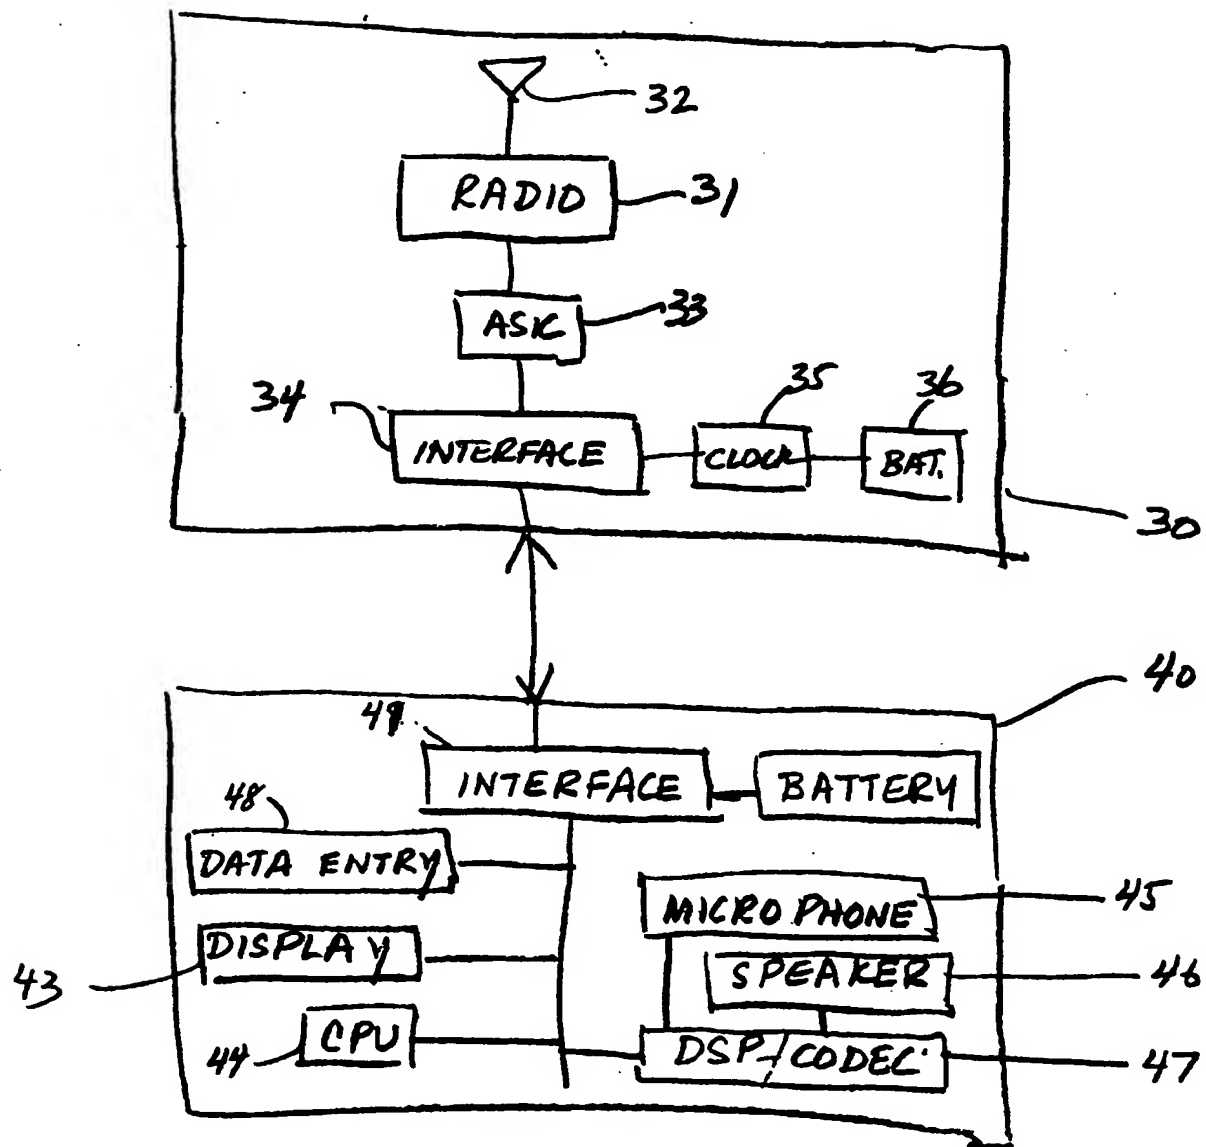 32
RADIO
31
ASIC
33
34
35
36
INTERFACE
CLOCK
BAT.
30
40
49
INTERFACE
BATTERY
48
DATA ENTRY
MICROPHONE
45
DISPLAY
43
SPEAKER
46
CPU
44
DSP/CODEC
47